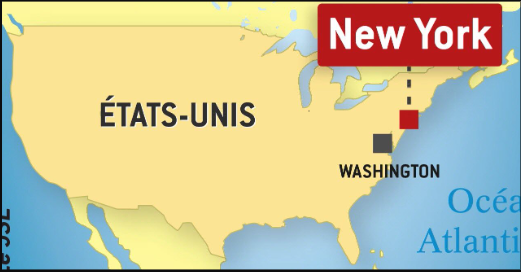 New York
ÉTATS-UNIS
WASHINGTON
Océa
Atlanti